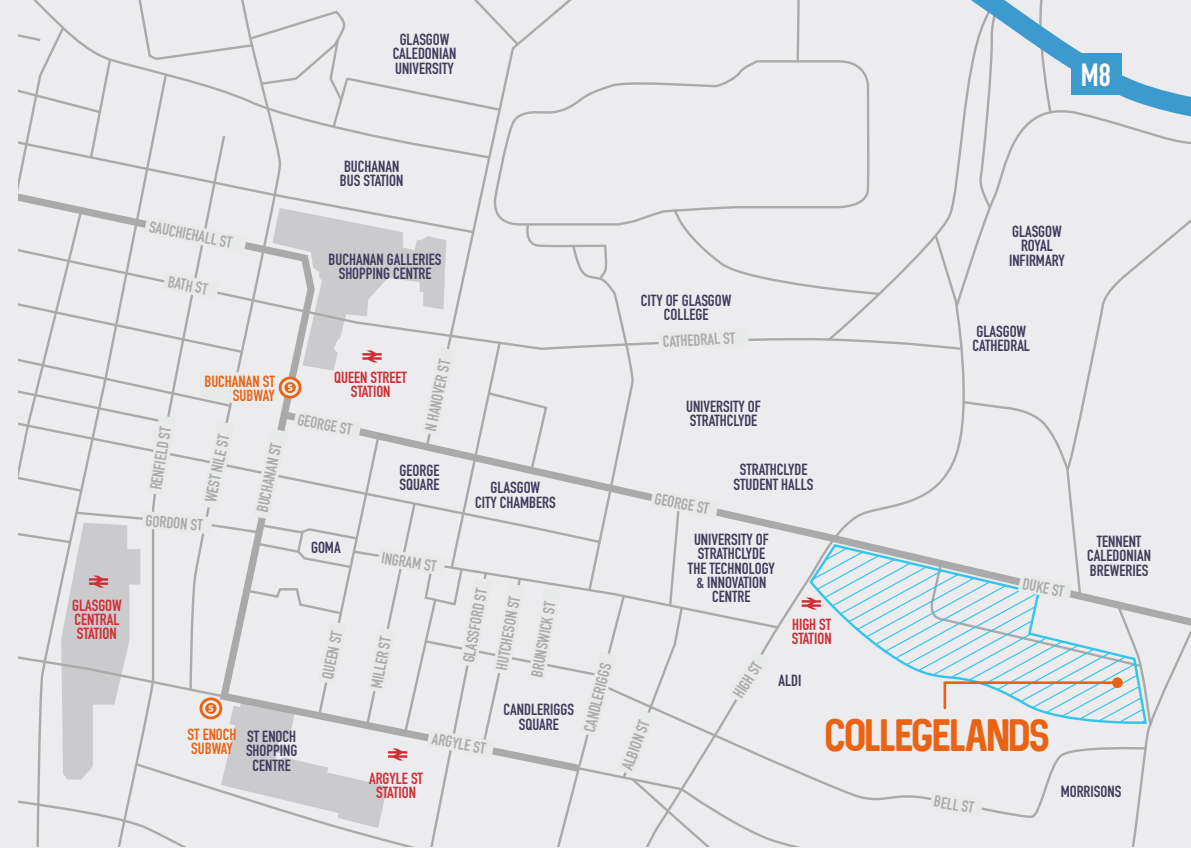 GLASGOW
CALEDONIAN
UNIVERSITY
M8
BUCHANAN
BUS STATION
SAUCHIEHALL ST
GLASGOW
ROYAL
INFIRMARY
BUCHANAN GALLERIES
SHOPPING CENTRE
BATH ST
CITY OF GLASGOW
COLLEGE
CATHEDRAL ST
GLASGOW
CATHEDRAL
BUCHANAN ST
SUBWAY
S
QUEEN STREET
STATION
N HANOVER ST
UNIVERSITY OF
STRATHCLYDE
GEORGE ST
RENFIELD ST
WEST NILE ST
BUCHANAN ST
GEORGE
SQUARE
GLASGOW
CITY CHAMBERS
STRATHCLYDE
STUDENT HALLS
GEORGE ST
GORDON ST
GOMA
INGRAM ST
UNIVERSITY OF
STRATHCLYDE
THE TECHNOLOGY
& INNOVATION
CENTRE
TENNENT
CALEDONIAN
BREWERIES
DUKE ST
GLASGOW
CENTRAL
STATION
HIGH ST
STATION
QUEEN ST
MILLER ST
GLASSFORD ST
HUTCHESON ST
BRUNSWICK ST
CANDLERIGGS
HIGH ST
ALDI
S
ST ENOCH
SUBWAY
ST ENOCH
SHOPPING
CENTRE
CANDLERIGGS
SQUARE
ARGYLE ST
ALBION ST
COLLEGELANDS
ARGYLE ST
STATION
BELL ST
MORRISONS